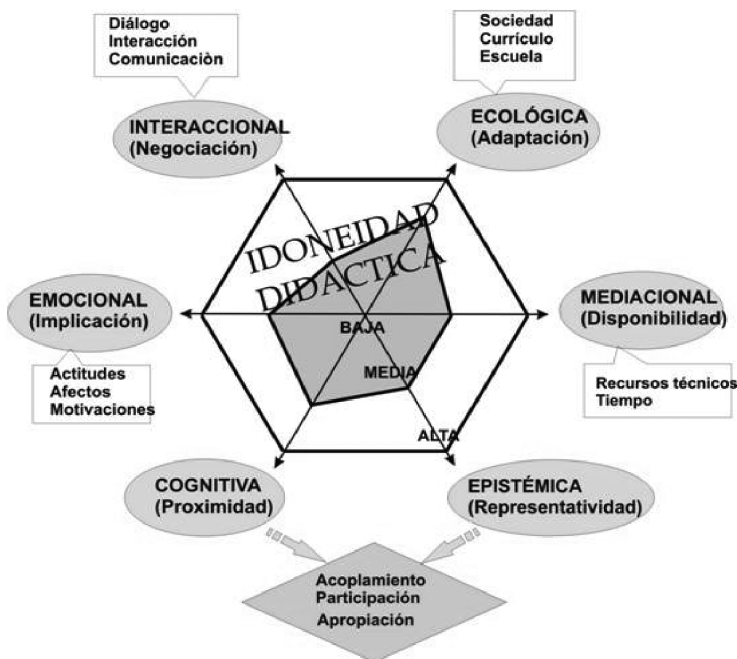 Diálogo
Interacción
Comunicaciòn
Sociedad
Currículo
Escuela
INTERACCIONAL
(Negociación)
ECOLÓGICA
(Adaptación)
IDONEIDAD
DIDÁCTICA
EMOCIONAL
(Implicación)
MEDIACIONAL
(Disponibilidad)
BAJA
MEDIA
ALTA
Actitudes
Afectos
Motivaciones
Recursos técnicos
Tiempo
COGNITIVA
(Proximidad)
EPISTÉMICA
(Representatividad)
Acoplamiento
Participación
Apropiación